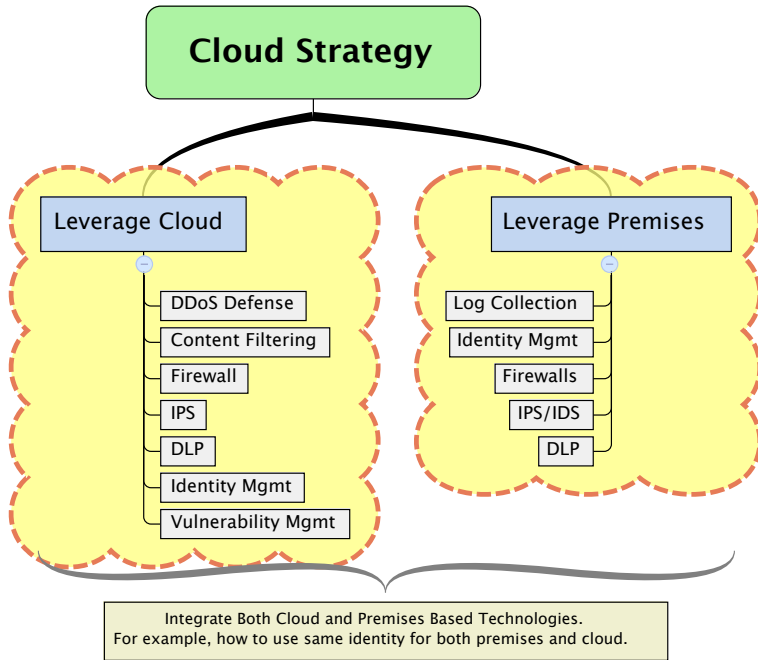 Cloud Strategy
Leverage Cloud
DDoS Defense
Content Filtering
Firewall
IPS
DLP
Identity Mgmt
Vulnerability Mgmt
Leverage Premises
Log Collection
Identity Mgmt
Firewalls
IPS/IDS
DLP
Integrate Both Cloud and Premises Based Technologies.
For example, how to use same identity for both premises and cloud.